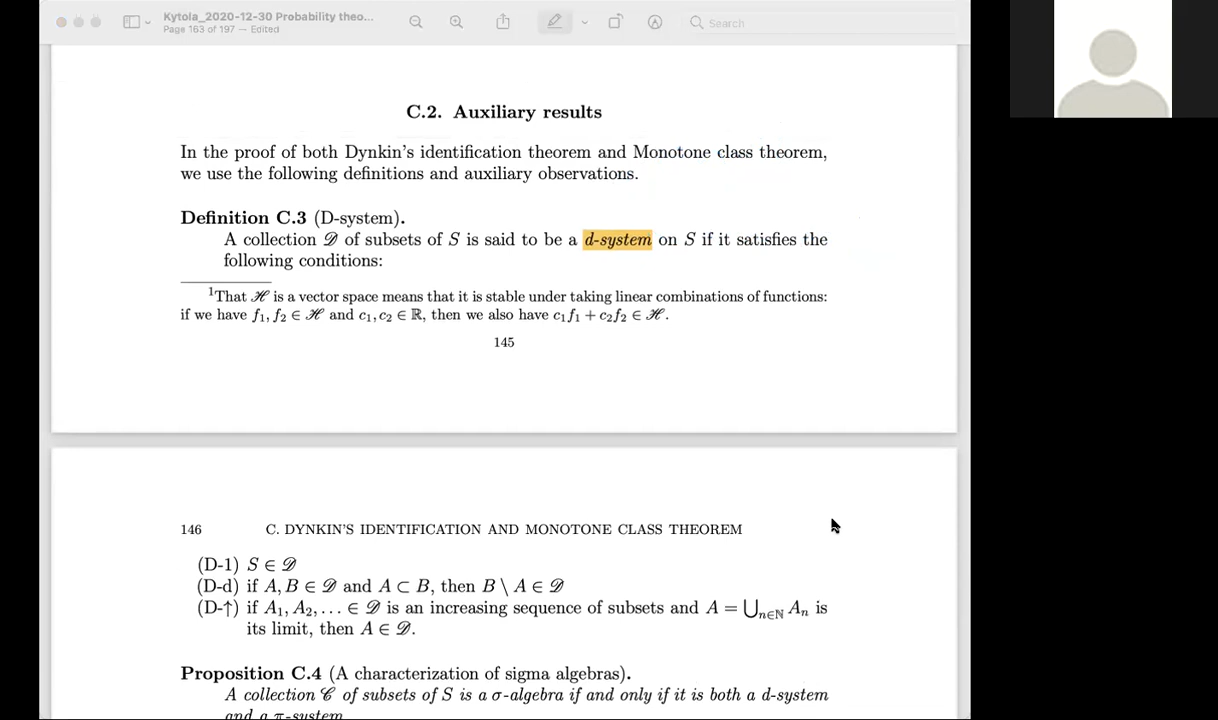 Kytola_2020-12-30 Probability theo...
Page 163 of 197 — Edited
Search
C.2. Auxiliary results
In the proof of both Dynkin's identification theorem and Monotone class theorem,
we use the following definitions and auxiliary observations.
Definition C.3 (D-system).
A collection 𝒟 of subsets of S is said to be a d-system on S if it satisfies the
following conditions:
¹That ℋ is a vector space means that it is stable under taking linear combinations of functions:
if we have f₁, f₂ ∈ ℋ and c₁, c₂ ∈ ℝ, then we also have c₁f₁ + c₂f₂ ∈ ℋ.
145
146 C. DYNKIN'S IDENTIFICATION AND MONOTONE CLASS THEOREM
(D-1) S ∈ 𝒟
(D-d) if A, B ∈ 𝒟 and A ⊂ B, then B \ A ∈ 𝒟
(D-↑) if A₁, A₂, . . . ∈ 𝒟 is an increasing sequence of subsets and A = ⋃n∈ℕ Aₙ is
its limit, then A ∈ 𝒟.
Proposition C.4 (A characterization of sigma algebras).
A collection 𝒞 of subsets of S is a σ-algebra if and only if it is both a d-system
and a π-system